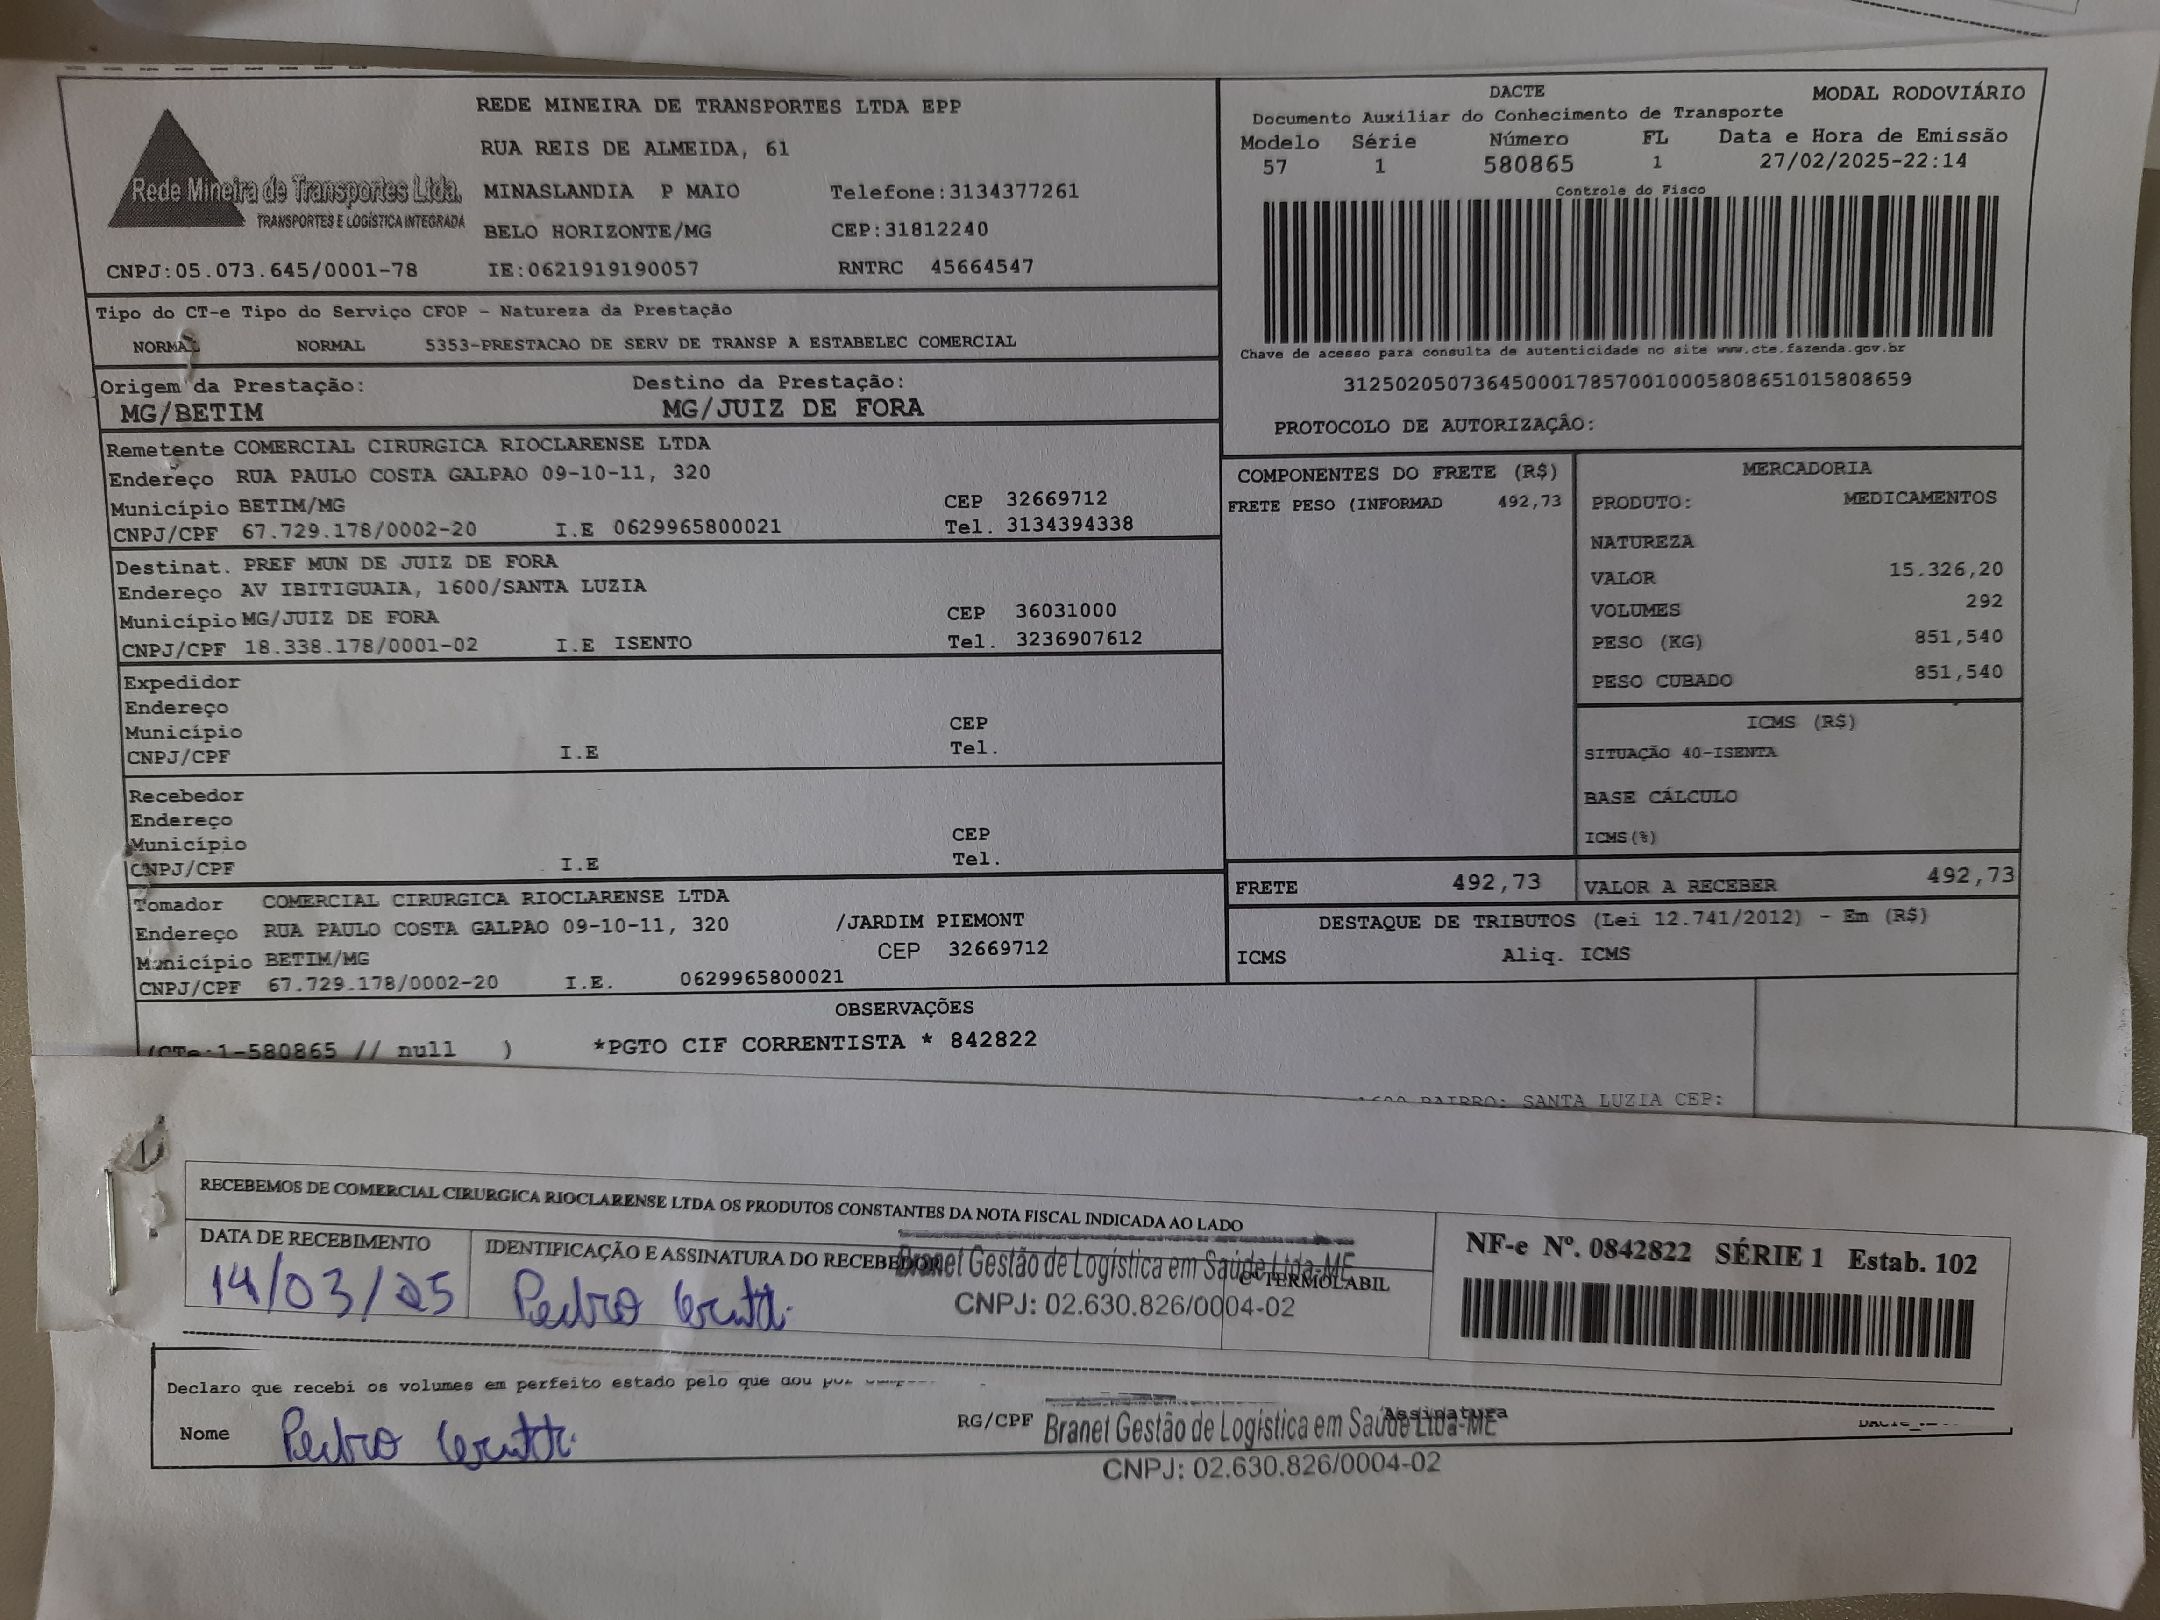 REDE MINEIRA DE TRANSPORTES LTDA EPP
RUA REIS DE ALMEIDA, 61
Rede Mineira de Transportes Ltda.
TRANSPORTES E LOGÍSTICA INTEGRADA
MINASLANDIA P MAIO Telefone:3134377261
BELO HORIZONTE/MG CEP:31812240
CNPJ:05.073.645/0001-78 IE:0621919190057 RNTRC 45664547
DACTE MODAL RODOVIÁRIO
Documento Auxiliar do Conhecimento de Transporte
Modelo Série Número FL Data e Hora de Emissão
57 1 580865 1 27/02/2025-22:14
Controle do Fisco
Chave de acesso para consulta de autenticidade no site www.cte.fazenda.gov.br
31250205073645000178570010005808651015808659
PROTOCOLO DE AUTORIZAÇÃO:
Tipo do CT-e Tipo do Serviço CFOP - Natureza da Prestação
NORMAL NORMAL 5353-PRESTACAO DE SERV DE TRANSP A ESTABELEC COMERCIAL
Origem da Prestação: Destino da Prestação:
MG/BETIM MG/JUIZ DE FORA
Remetente COMERCIAL CIRURGICA RIOCLARENSE LTDA
Endereço RUA PAULO COSTA GALPAO 09-10-11, 320
Município BETIM/MG CEP 32669712
CNPJ/CPF 67.729.178/0002-20 I.E 0629965800021 Tel. 3134394338
Destinat. PREF MUN DE JUIZ DE FORA
Endereço AV IBITIGUAIA, 1600/SANTA LUZIA
Município MG/JUIZ DE FORA CEP 36031000
CNPJ/CPF 18.338.178/0001-02 I.E ISENTO Tel. 3236907612
Expedidor
Endereço
Município CEP
CNPJ/CPF I.E Tel.
Recebedor
Endereço
Município CEP
CNPJ/CPF I.E Tel.
Tomador COMERCIAL CIRURGICA RIOCLARENSE LTDA
Endereço RUA PAULO COSTA GALPAO 09-10-11, 320 /JARDIM PIEMONT
Município BETIM/MG CEP 32669712
CNPJ/CPF 67.729.178/0002-20 I.E. 0629965800021
COMPONENTES DO FRETE (R$)
FRETE PESO (INFORMAD 492,73
MERCADORIA
PRODUTO: MEDICAMENTOS
NATUREZA
VALOR 15.326,20
VOLUMES 292
PESO (KG) 851,540
PESO CUBADO 851,540
ICMS (R$)
SITUAÇÃO 40-ISENTA
BASE CÁLCULO
ICMS(%)
FRETE 492,73 VALOR A RECEBER 492,73
DESTAQUE DE TRIBUTOS (Lei 12.741/2012) - Em (R$)
ICMS Aliq. ICMS
OBSERVAÇÕES
(CTe:1-580865 // null ) *PGTO CIF CORRENTISTA * 842822
BAIRRO: SANTA LUZIA CEP:
RECEBEMOS DE COMERCIAL CIRURGICA RIOCLARENSE LTDA OS PRODUTOS CONSTANTES DA NOTA FISCAL INDICADA AO LADO
DATA DE RECEBIMENTO IDENTIFICAÇÃO E ASSINATURA DO RECEBEDOR
14/03/25 Pedro
Branet Gestão de Logística em Saúde Ltda-ME
TERMOLABIL
CNPJ: 02.630.826/0004-02
NF-e Nº. 0842822 SÉRIE 1 Estab. 102
Declaro que recebi os volumes em perfeito estado pelo que dou por
Nome Pedro RG/CPF Assinatura
Branet Gestão de Logística em Saúde Ltda-ME
CNPJ: 02.630.826/0004-02